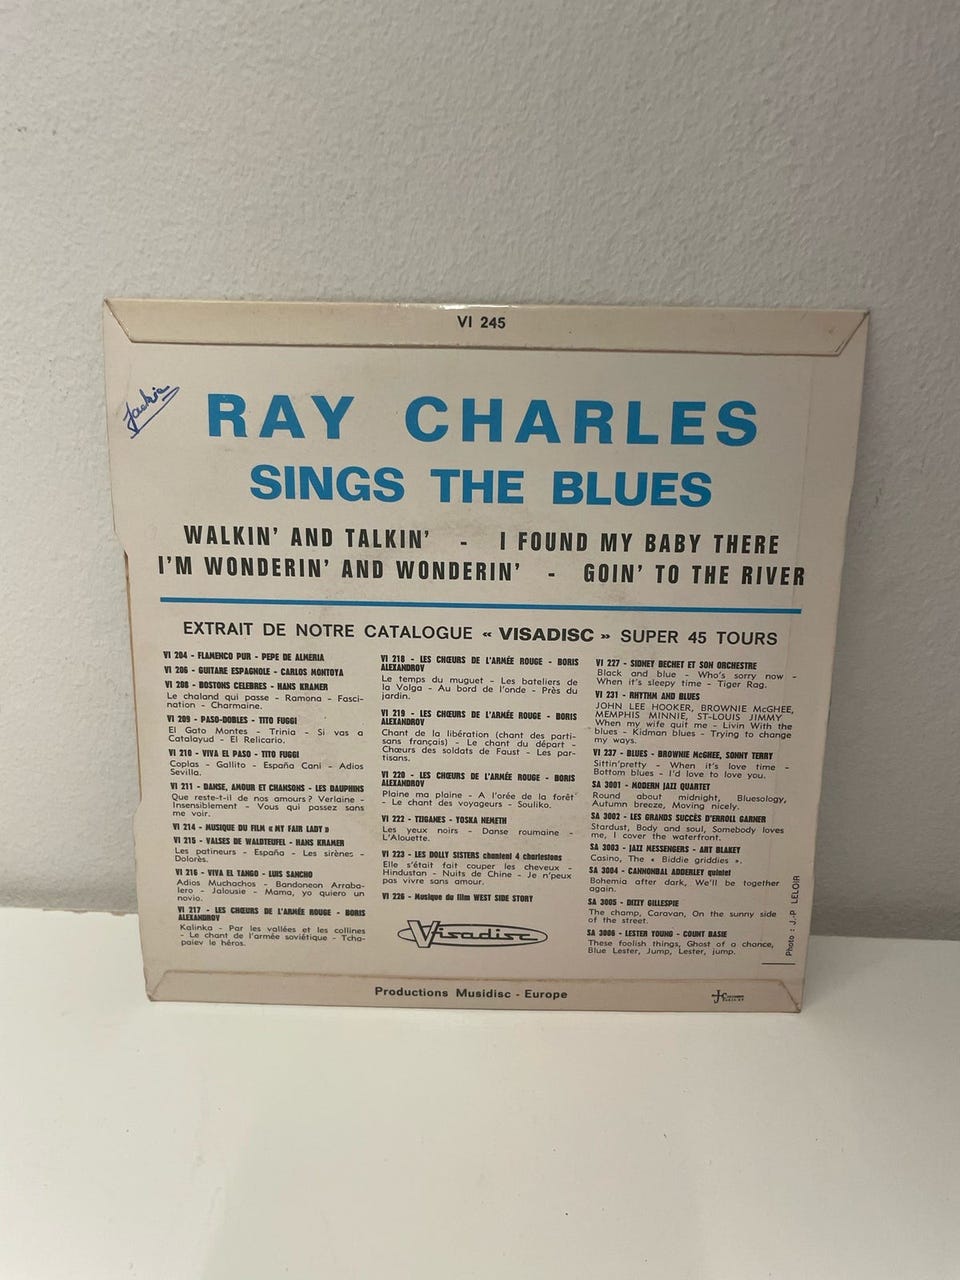 VI 245
Jackie
RAY CHARLES
SINGS THE BLUES
WALKIN' AND TALKIN' - I FOUND MY BABY THERE
I'M WONDERIN' AND WONDERIN' - GOIN' TO THE RIVER
EXTRAIT DE NOTRE CATALOGUE « VISADISC » SUPER 45 TOURS
VI 204 - FLAMENCO PUR - PEPE DE ALMERIA
VI 206 - GUITARE ESPAGNOLE - CARLOS MONTOYA
VI 208 - BOSTONS CELEBRES - HANS KRAMER
Le chaland qui passe - Ramona - Fasci-
nation - Charmaine.
VI 209 - PASO-DOBLES - TITO FUGGI
El Gato Montes - Trinia - Si vas a
Catalayud - El Relicario.
VI 210 - VIVA EL PASO - TITO FUGGI
Coplas - Gallito - España Cani - Adios
Sevilla.
VI 211 - DANSE, AMOUR ET CHANSONS - LES DAUPHINS
Que reste-t-il de nos amours ? Verlaine -
Insensiblement - Vous qui passez sans
me voir.
VI 214 - MUSIQUE DU FILM « MY FAIR LADY »
VI 215 - VALSES DE WALDTEUFEL - HANS KRAMER
Les patineurs - España - Les sirènes -
Dolorès.
VI 216 - VIVA EL TANGO - LUIS SANCHO
Adios Muchachos - Bandoneon Arraba-
lero - Jalousie - Mama, yo quiero un
novio.
VI 217 - LES CHŒURS DE L'ARMÉE ROUGE - BORIS
ALEXANDROV
Kalinka - Par les vallées et les collines
- Le chant de l'armée soviétique - Tcha-
paiev le héros.
VI 218 - LES CHŒURS DE L'ARMÉE ROUGE - BORIS
ALEXANDROV
Le temps du muguet - Les bateliers de
la Volga - Au bord de l'onde - Près du
jardin.
VI 219 - LES CHŒURS DE L'ARMÉE ROUGE - BORIS
ALEXANDROV
Chant de la libération (chant des parti-
sans français) - Le chant du départ -
Chœurs des soldats de Faust - Les par-
tisans.
VI 220 - LES CHŒURS DE L'ARMÉE ROUGE - BORIS
ALEXANDROV
Plaine ma plaine - A l'orée de la forêt
- Le chant des voyageurs - Souliko.
VI 222 - TZIGANES - YOSKA NEMETH
Les yeux noirs - Danse roumaine -
L'Alouette.
VI 223 - LES DOLLY SISTERS chantent 4 charlestons
Elle s'était fait couper les cheveux -
Hindustan - Nuits de Chine - Je n'peux
pas vivre sans amour.
VI 226 - Musique du film WEST SIDE STORY
Visadisc
VI 227 - SIDNEY BECHET ET SON ORCHESTRE
Black and blue - Who's sorry now -
When it's sleepy time - Tiger Rag.
VI 231 - RHYTHM AND BLUES
JOHN LEE HOOKER, BROWNIE McGHEE,
MEMPHIS MINNIE, ST-LOUIS JIMMY
When my wife quit me - Livin With the
blues - Kidman blues - Trying to change
my ways.
VI 237 - BLUES - BROWNIE McGHEE, SONNY TERRY
Sittin'pretty - When it's love time -
Bottom blues - I'd love to love you.
SA 3001 - MODERN JAZZ QUARTET
Round about midnight, Bluesology,
Autumn breeze, Moving nicely.
SA 3002 - LES GRANDS SUCCÈS D'ERROLL GARNER
Stardust, Body and soul, Somebody loves
me, I cover the waterfront.
SA 3003 - JAZZ MESSENGERS - ART BLAKEY
Casino, The « Biddie griddies ».
SA 3004 - CANNONBAL ADDERLEY quintet
Bohemia after dark, We'll be together
again.
SA 3005 - DIZZY GILLESPIE
The champ, Caravan, On the sunny side
of the street.
SA 3006 - LESTER YOUNG - COUNT BASIE
These foolish things, Ghost of a chance,
Blue Lester, Jump, Lester, jump.
Photo : J.-P. LELOIR
Productions Musidisc - Europe